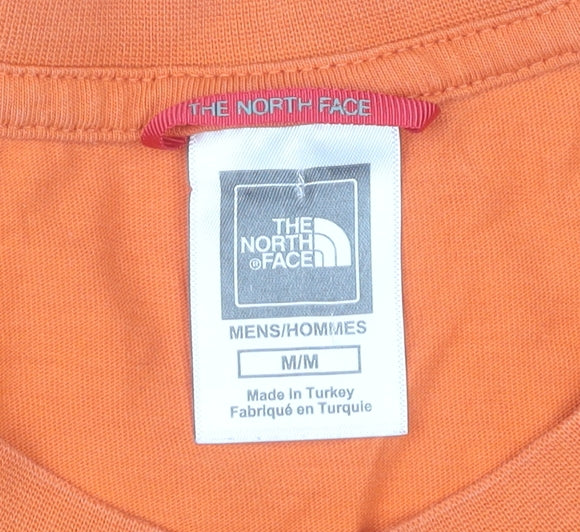 THE NORTH FACE
THE
NORTH
®FACE
MENS/HOMMES
M/M
Made in Turkey
Fabriqué en Turquie